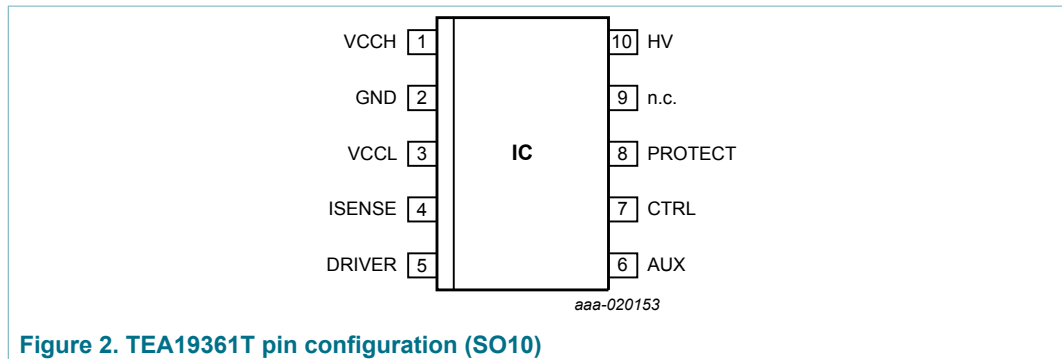 VCCH 1 10 HV
GND 2 9 n.c.
VCCL 3 IC 8 PROTECT
ISENSE 4 7 CTRL
DRIVER 5 6 AUX
aaa-020153
Figure 2. TEA19361T pin configuration (SO10)